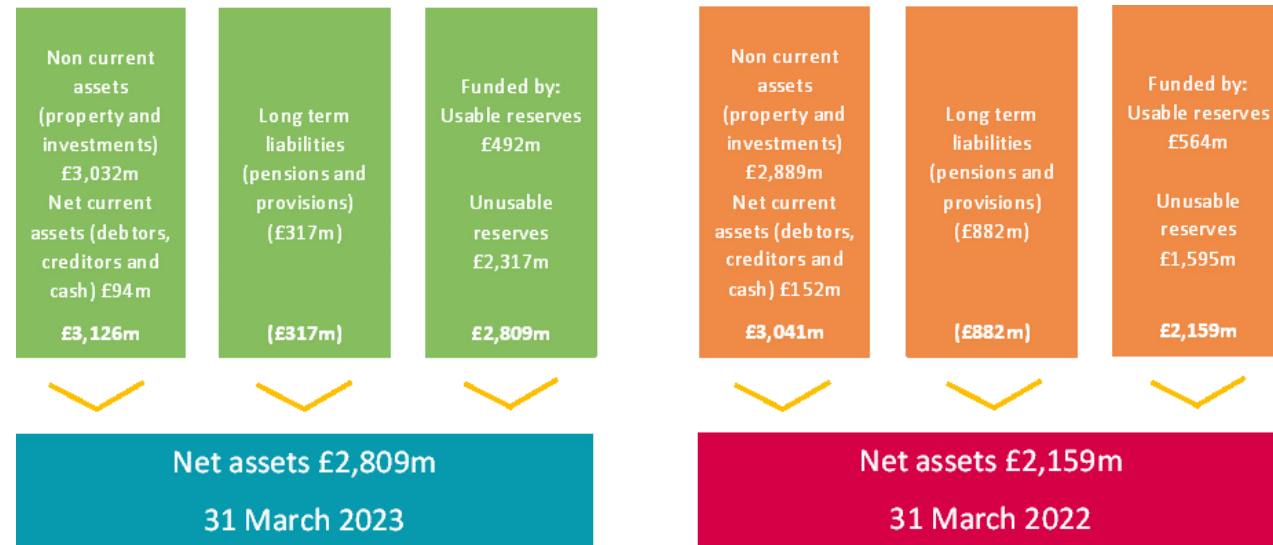 Non current
assets
(property and
investments)
£3,032m
Net current
assets (debtors,
creditors and
cash) £94m
£3,126m
Long term
liabilities
(pensions and
provisions)
(£317m)
(£317m)
Funded by:
Usable reserves
£492m
Unusable
reserves
£2,317m
£2,809m
Net assets £2,809m
31 March 2023
Non current
assets
(property and
investments)
£2,889m
Net current
assets (debtors,
creditors and
cash) £152m
£3,041m
Long term
liabilities
(pensions and
provisions)
(£882m)
(£882m)
Funded by:
Usable reserves
£564m
Unusable
reserves
£1,595m
£2,159m
Net assets £2,159m
31 March 2022